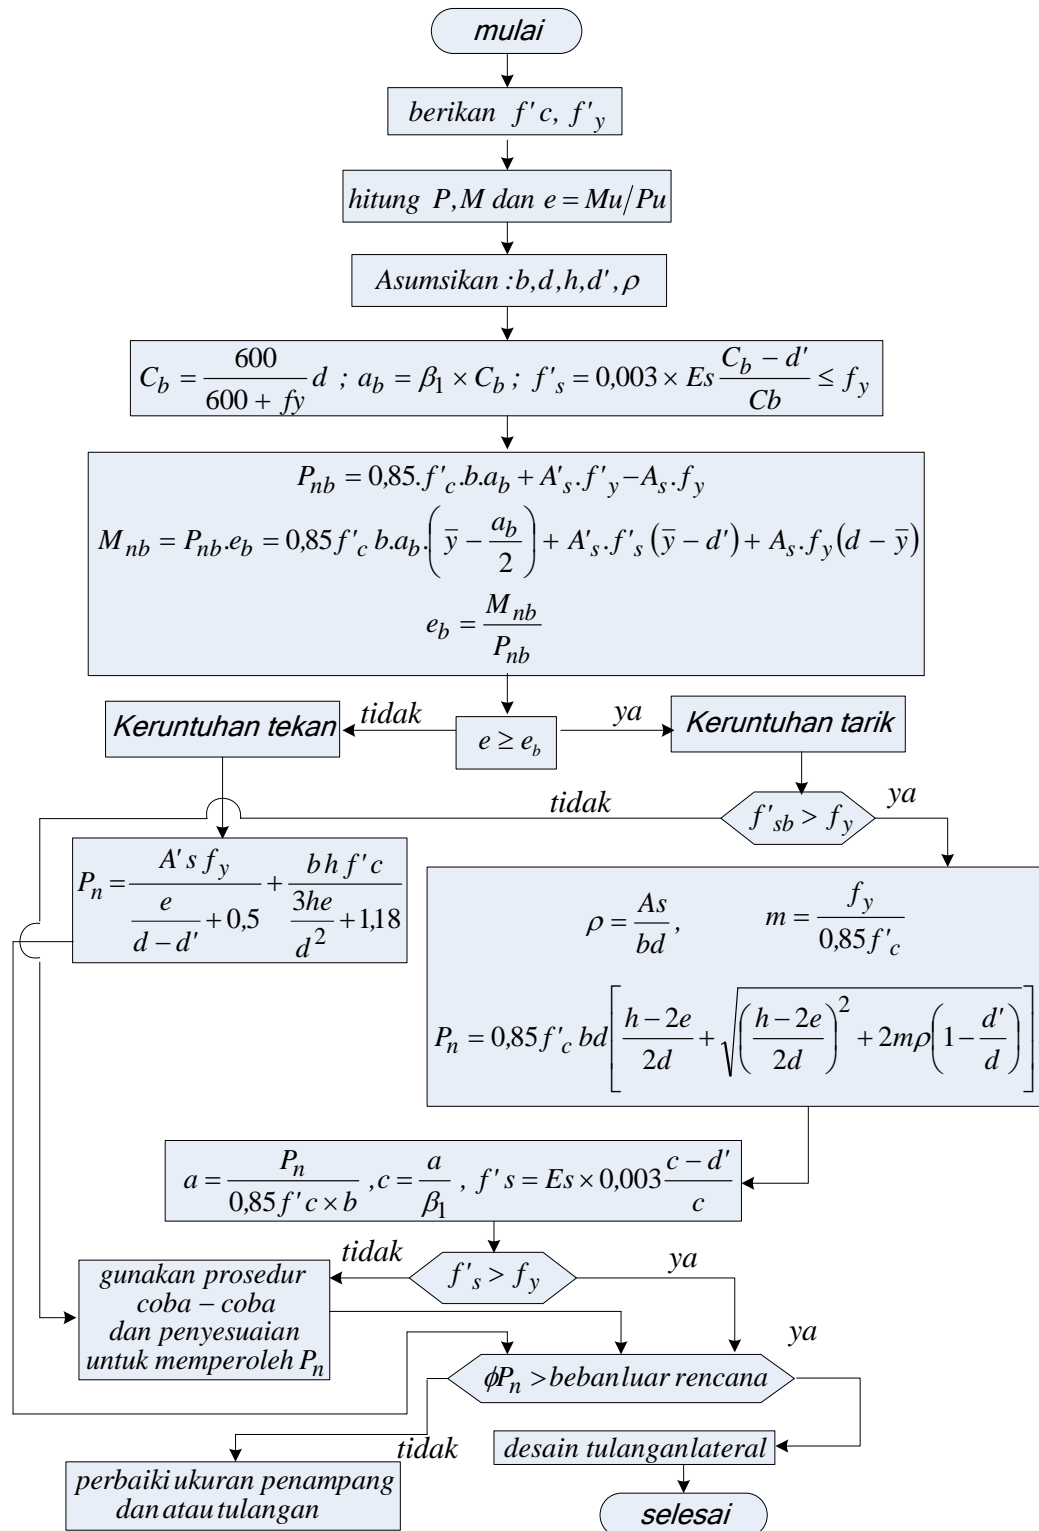 mulai
berikan f'c, f'y
hitung P, M dan e = Mu/Pu
Asumsikan : b, d, h, d', ρ
C_b = 600/(600 + fy) d ; a_b = β₁ × C_b ; f'_s = 0,003 × Es (C_b − d')/Cb ≤ f_y
P_nb = 0,85.f'_c.b.a_b + A'_s.f'_y − A_s.f_y
M_nb = P_nb.e_b = 0,85f'_c b.a_b.(ȳ − a_b/2) + A'_s.f'_s (ȳ − d') + A_s.f_y (d − ȳ)
e_b = M_nb/P_nb
Keruntuhan tekan
tidak
e ≥ e_b
ya
Keruntuhan tarik
tidak
f'_sb > f_y
ya
P_n = A's f_y/(e/(d − d') + 0,5) + b h f'c/(3he/d² + 1,18)
ρ = As/bd, m = f_y/0,85f'_c
P_n = 0,85f'_c bd[(h − 2e)/2d + √(((h − 2e)/2d)² + 2mρ(1 − d'/d))]
a = P_n/(0,85f'c × b) , c = a/β₁ , f's = Es × 0,003 (c − d')/c
tidak
f'_s > f_y
ya
gunakan prosedur
coba − coba
dan penyesuaian
untuk memperoleh P_n
ya
ϕP_n > beban luar rencana
tidak
desain tulangan lateral
perbaiki ukuran penampang
dan atau tulangan
selesai